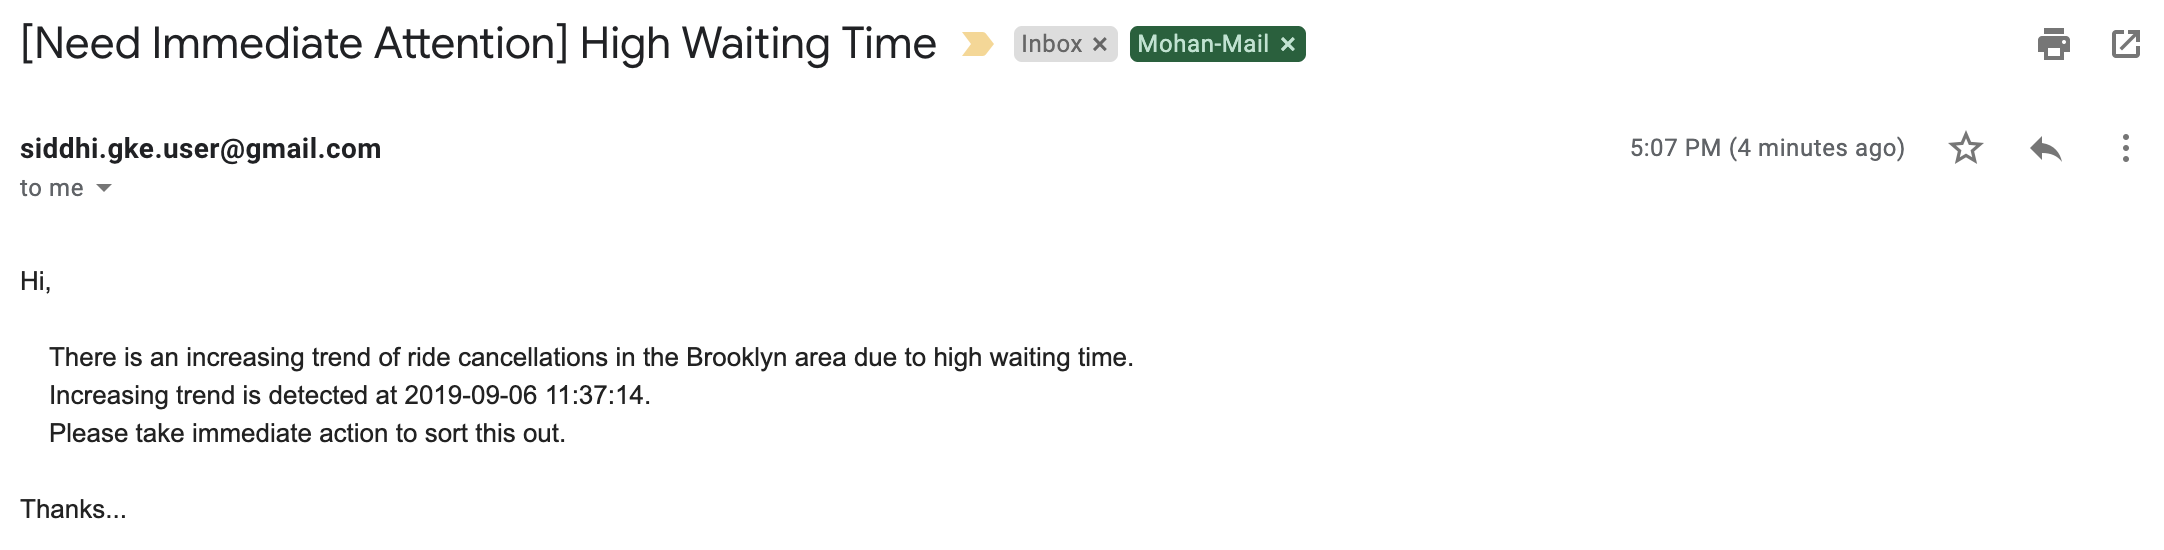 [Need Immediate Attention] High Waiting Time Inbox × Mohan-Mail ×
siddhi.gke.user@gmail.com 5:07 PM (4 minutes ago)
to me
Hi,
There is an increasing trend of ride cancellations in the Brooklyn area due to high waiting time.
Increasing trend is detected at 2019-09-06 11:37:14.
Please take immediate action to sort this out.
Thanks...